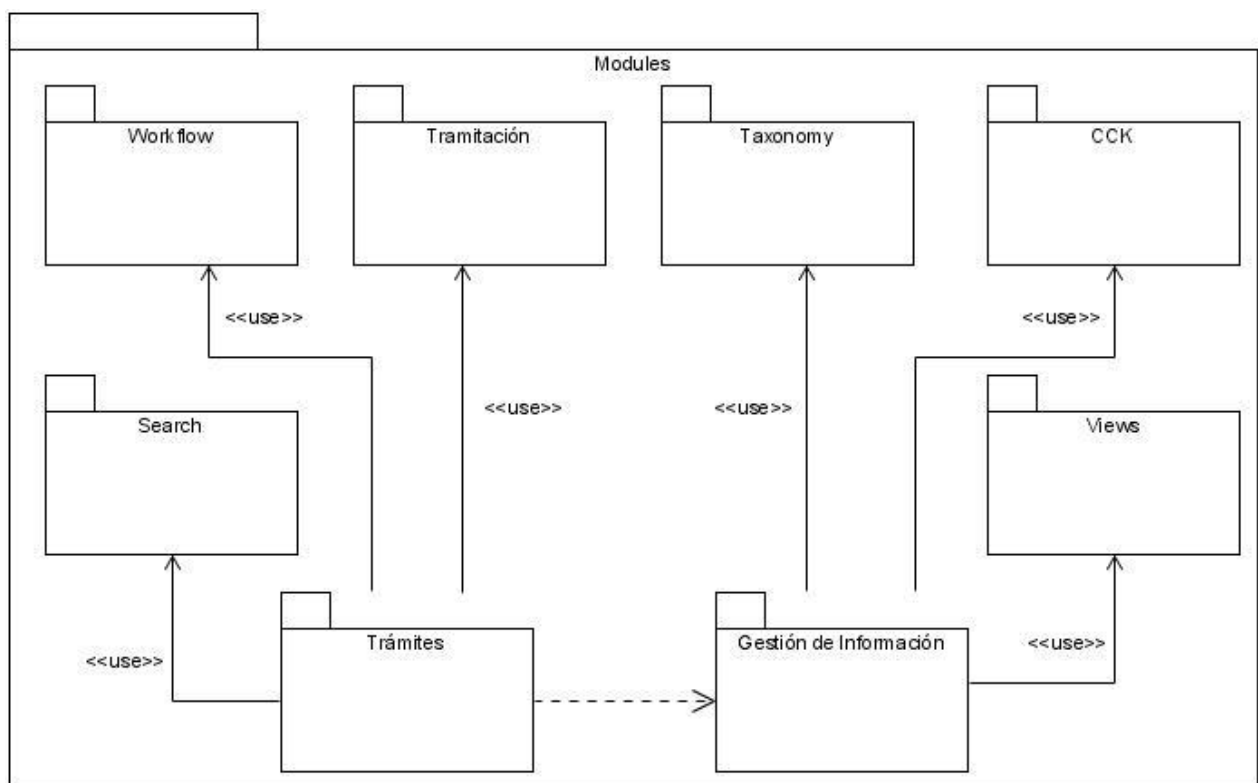 Modules
Workflow
Tramitación
Taxonomy
CCK
<<use>>
<<use>>
<<use>>
<<use>>
Search
Views
Trámites
Gestión de Información
<<use>>
<<use>>